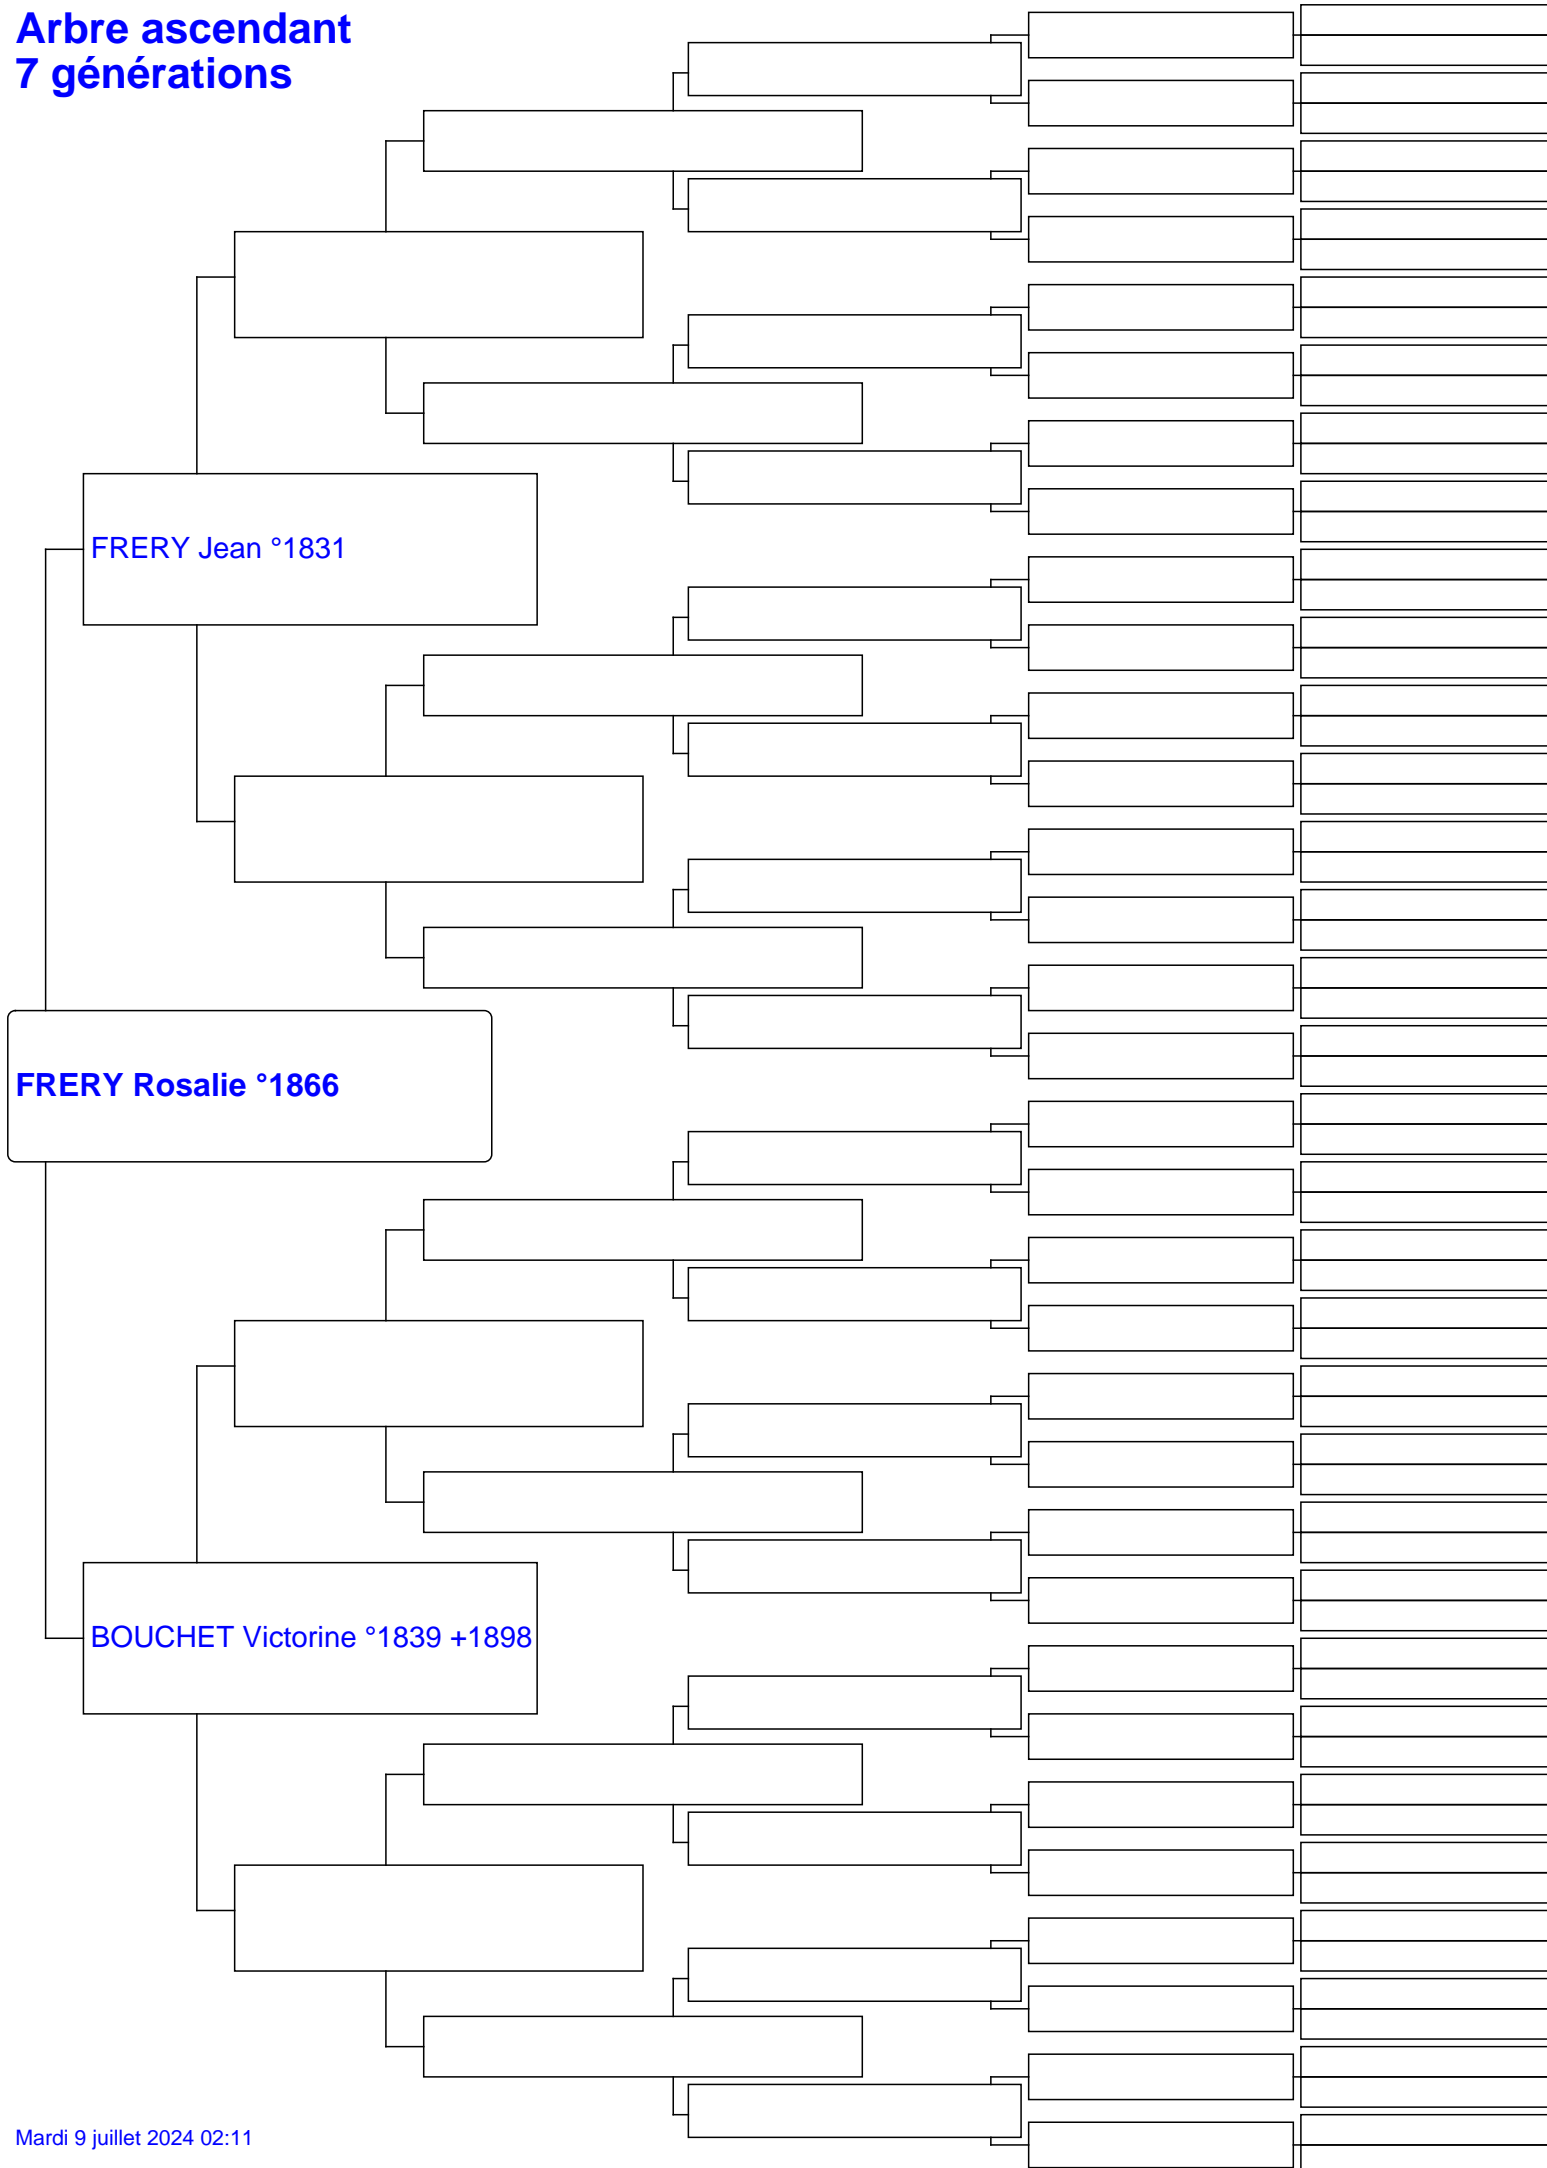 Arbre ascendant
7 générations
FRERY Jean °1831
FRERY Rosalie °1866
BOUCHET Victorine °1839 +1898
Mardi 9 juillet 2024 02:11